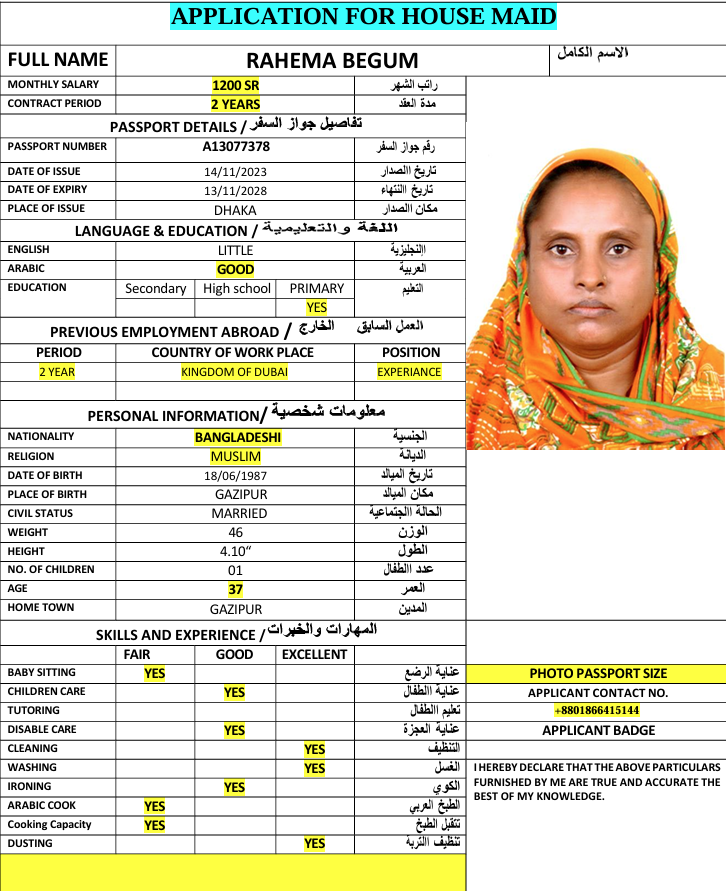 APPLICATION FOR HOUSE MAID
FULL NAME RAHEMA BEGUM الاسم الكامل
MONTHLY SALARY 1200 SR راتب الشهر
CONTRACT PERIOD 2 YEARS مدة العقد
PASSPORT DETAILS / تفاصيل جواز السفر
PASSPORT NUMBER A13077378 رقم جواز السفر
DATE OF ISSUE 14/11/2023 تاريخ االصدار
DATE OF EXPIRY 13/11/2028 تاريخ االنتهاء
PLACE OF ISSUE DHAKA مكان االصدار
LANGUAGE & EDUCATION / اللغة والتعليمية
ENGLISH LITTLE اإلنجليزية
ARABIC GOOD العربية
EDUCATION Secondary High school PRIMARY التعليم
YES
PREVIOUS EMPLOYMENT ABROAD / العمل السابق الخارج
PERIOD COUNTRY OF WORK PLACE POSITION
2 YEAR KINGDOM OF DUBAI EXPERIANCE
PERSONAL INFORMATION/ معلومات شخصية
NATIONALITY BANGLADESHI الجنسية
RELIGION MUSLIM الديانة
DATE OF BIRTH 18/06/1987 تاريخ الميالد
PLACE OF BIRTH GAZIPUR مكان الميالد
CIVIL STATUS MARRIED الحالة االجتماعية
WEIGHT 46 الوزن
HEIGHT 4.10“ الطول
NO. OF CHILDREN 01 عدد االطفال
AGE 37 العمر
HOME TOWN GAZIPUR المدين
SKILLS AND EXPERIENCE / المهارات والخبرات
FAIR GOOD EXCELLENT
BABY SITTING YES عناية الرضع
CHILDREN CARE YES عناية االطفال
TUTORING تعليم االطفال
DISABLE CARE YES عناية العجزة
CLEANING YES التنظيف
WASHING YES الغسل
IRONING YES الكوي
ARABIC COOK YES الطبخ العربي
Cooking Capacity YES تتقبل الطبخ
DUSTING YES تنظيف االتربة
PHOTO PASSPORT SIZE
APPLICANT CONTACT NO.
+8801866415144
APPLICANT BADGE
I HEREBY DECLARE THAT THE ABOVE PARTICULARS
FURNISHED BY ME ARE TRUE AND ACCURATE THE
BEST OF MY KNOWLEDGE.